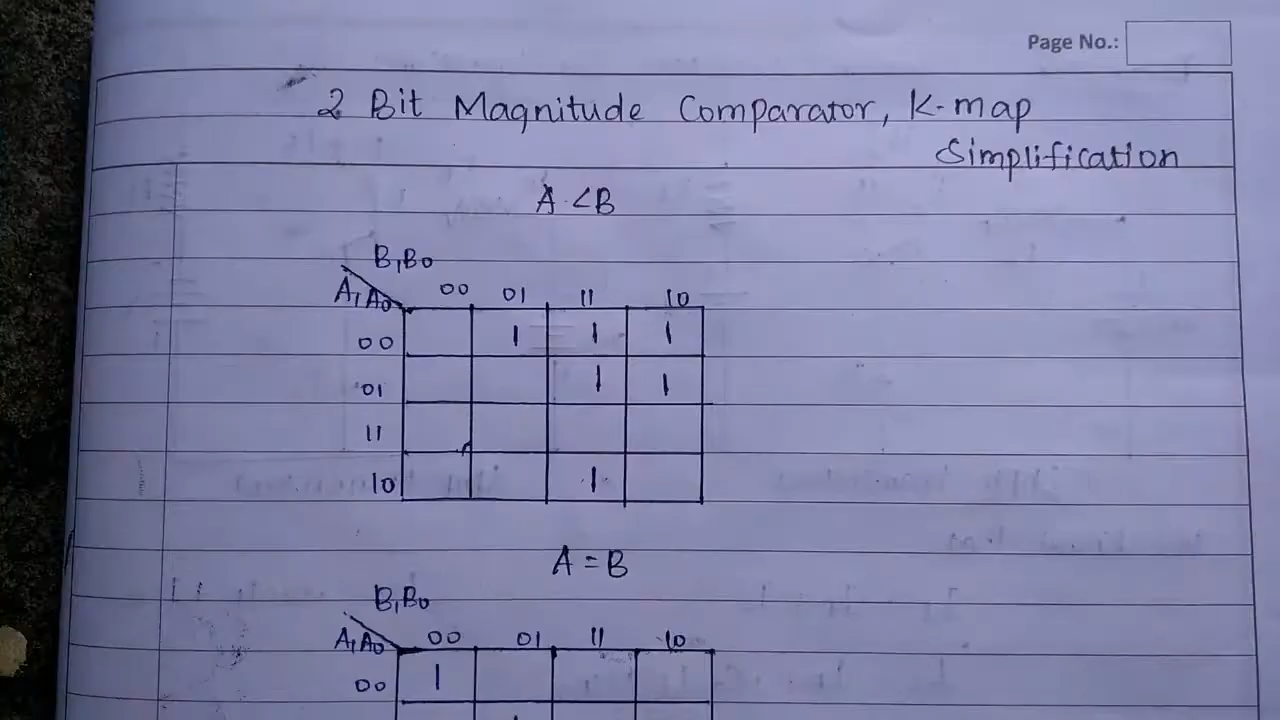 Page No.:
2 Bit Magnitude Comparator, K-map
Simplification
A < B
B₁B₀
A₁A₀ 00 01 11 10
00 1 1 1
01 1 1
11
10 1
A = B
B₁B₀
A₁A₀ 00 01 11 10
00 1